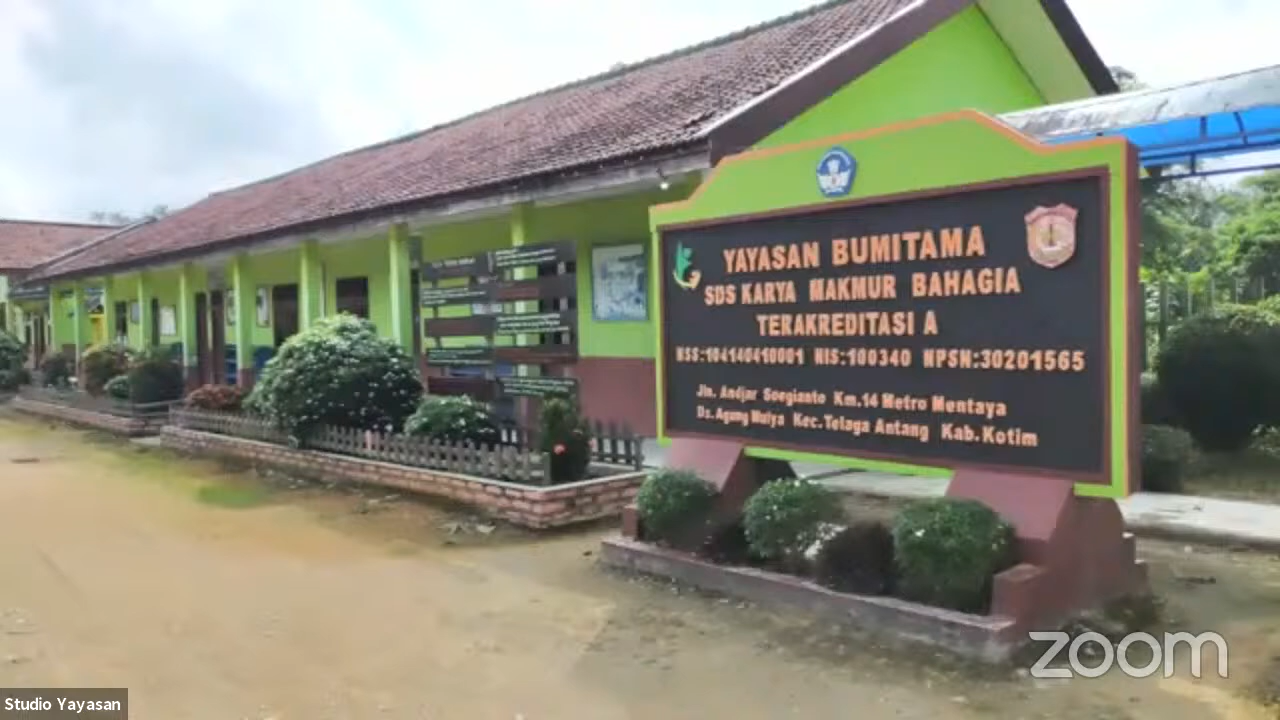 YAYASAN BUMITAMA
SDS KARYA MAKMUR BAHAGIA
TERAKREDITASI A
NSS:104140410001 NIS:100340 NPSN:30201565
Jln. Andjar Soegianto Km.14 Metro Mentaya
Ds. Agung Mulya Kec. Telaga Antang Kab. Kotim
zoom
Studio Yayasan